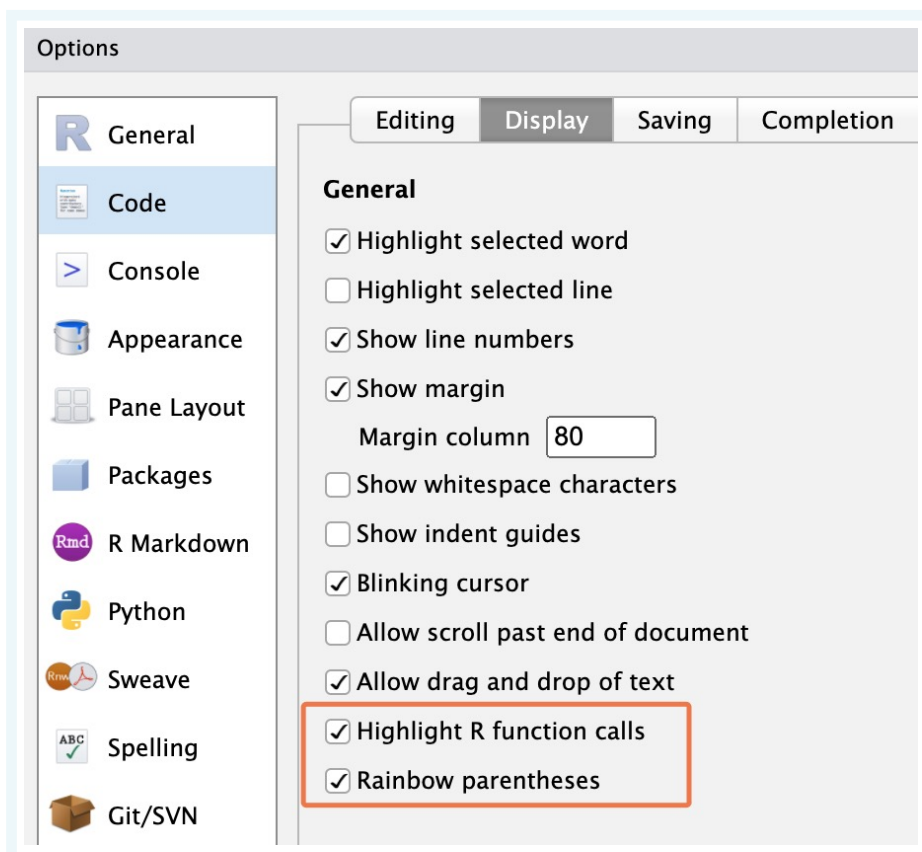 Options
R General
Code
> Console
Appearance
Pane Layout
Packages
Rmd R Markdown
Python
Rnw Sweave
ABC Spelling
Git/SVN
Editing Display Saving Completion
General
Highlight selected word
Highlight selected line
Show line numbers
Show margin
Margin column 80
Show whitespace characters
Show indent guides
Blinking cursor
Allow scroll past end of document
Allow drag and drop of text
Highlight R function calls
Rainbow parentheses